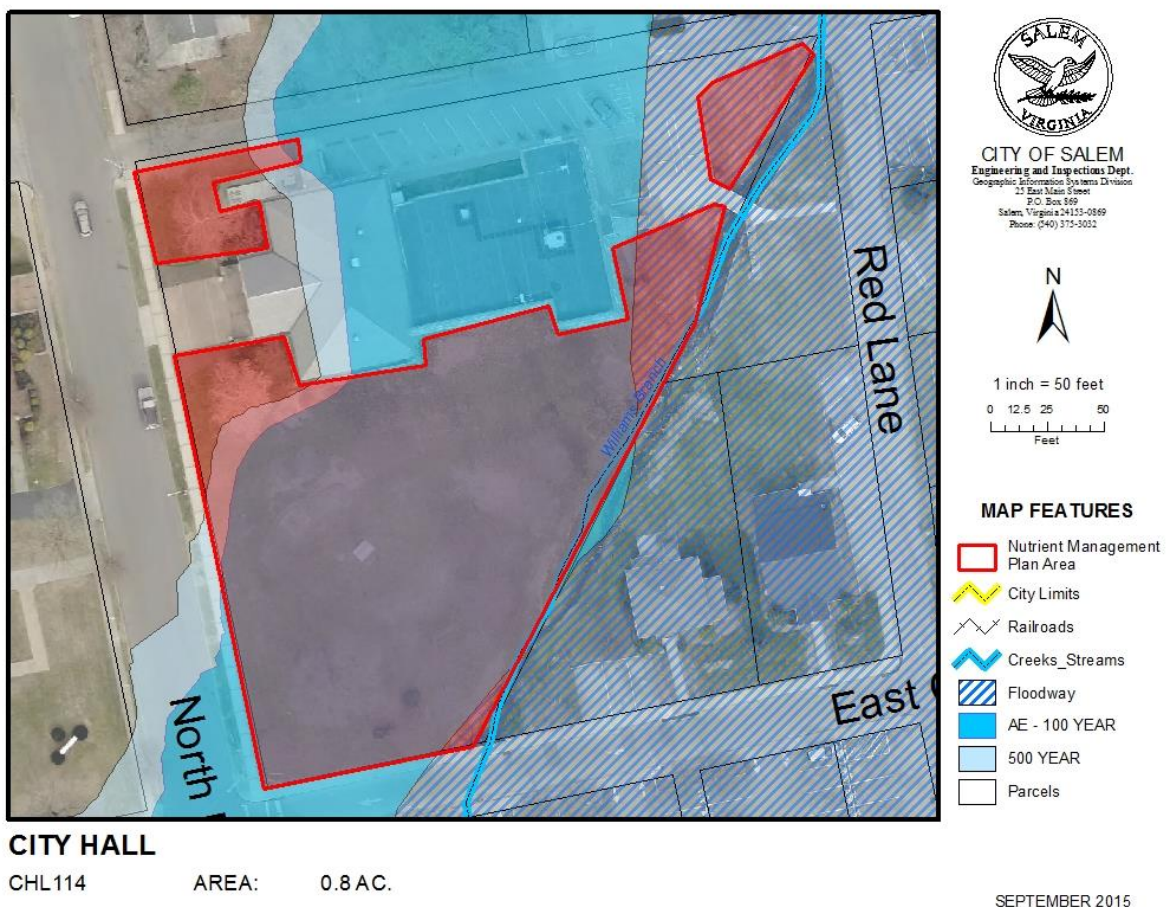 SALEM
VIRGINIA
CITY OF SALEM
Engineering and Inspections Dept.
Geographic Information Systems Division
25 East Main Street
P.O. Box 869
Salem, Virginia 24153-0869
Phone: (540) 375-3032
N
1 inch = 50 feet
0 12.5 25 50
Feet
MAP FEATURES
Nutrient Management
Plan Area
City Limits
Railroads
Creeks_Streams
Floodway
AE - 100 YEAR
500 YEAR
Parcels
Red Lane
Williams Branch
East
North
CITY HALL
CHL114 AREA: 0.8 AC.
SEPTEMBER 2015